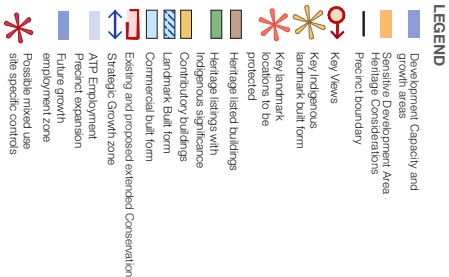 LEGEND
Development Capacity and
growth areas
Sensitive Development Area -
Heritage Considerations
Precinct boundary
Key Views
Key Indigenous
landmark built form
Key landmark
locations to be
protected
Heritage listed buildings
Heritage listings with
Indigenous significance
Contributory buildings
Landmark Built form
Commercial built form
Existing and proposed extended Conservation
Strategic Growth zone
ATP Employment
Precinct expansion
Future growth
employment zone
Possible mixed use
site specific controls